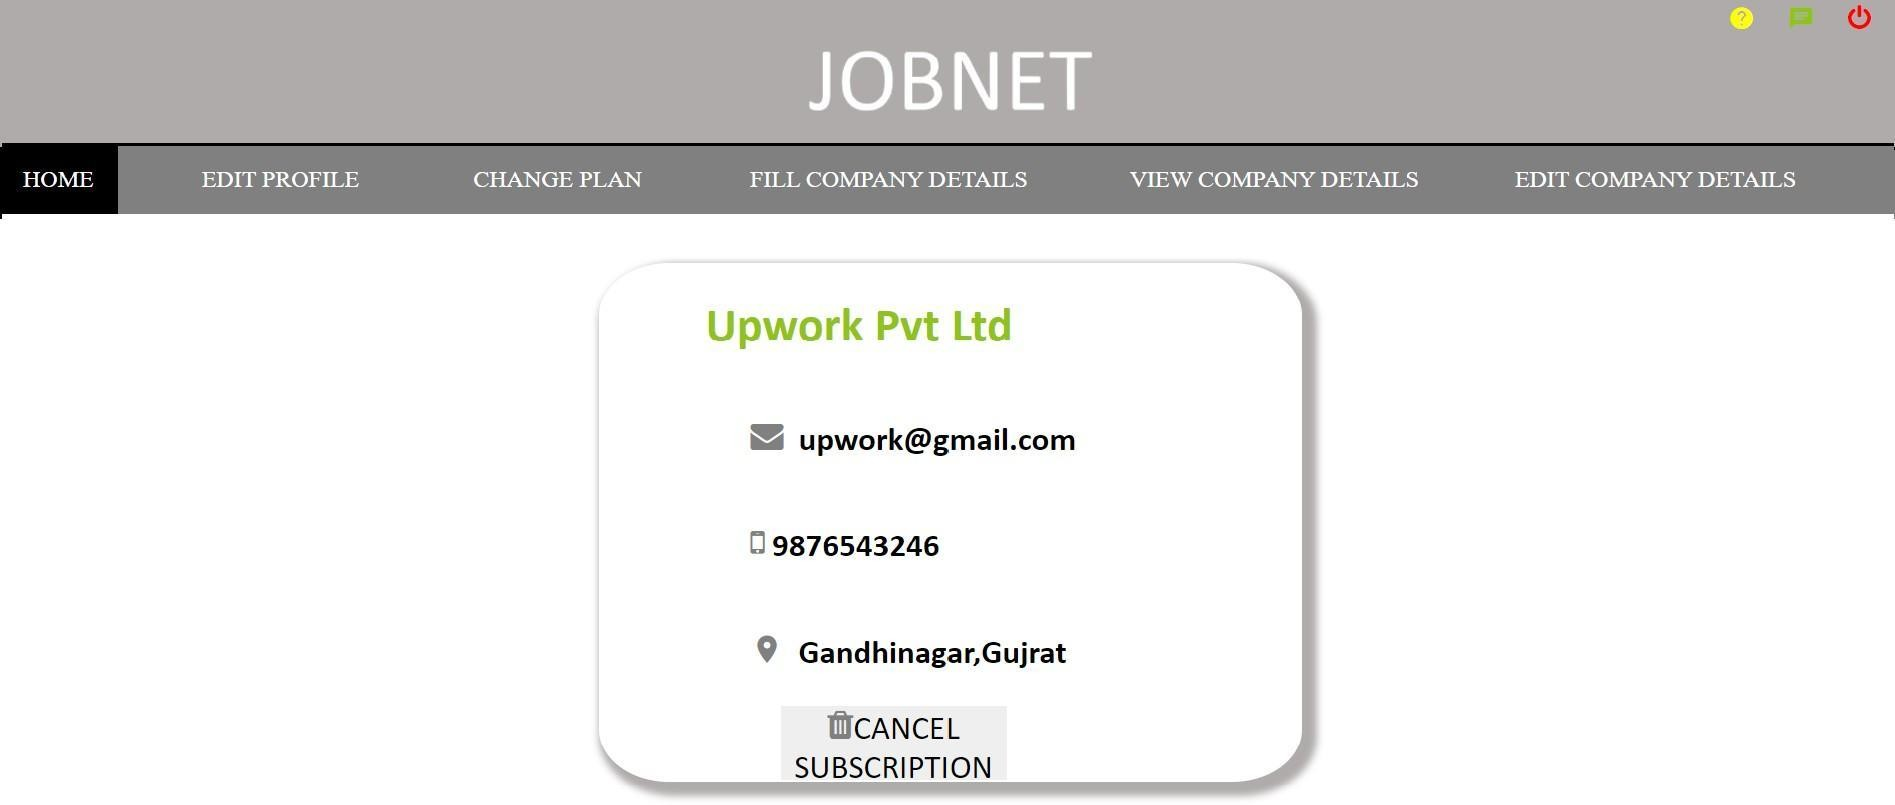 JOBNET
HOME EDIT PROFILE CHANGE PLAN FILL COMPANY DETAILS VIEW COMPANY DETAILS EDIT COMPANY DETAILS
Upwork Pvt Ltd
upwork@gmail.com
9876543246
Gandhinagar,Gujrat
CANCEL
SUBSCRIPTION